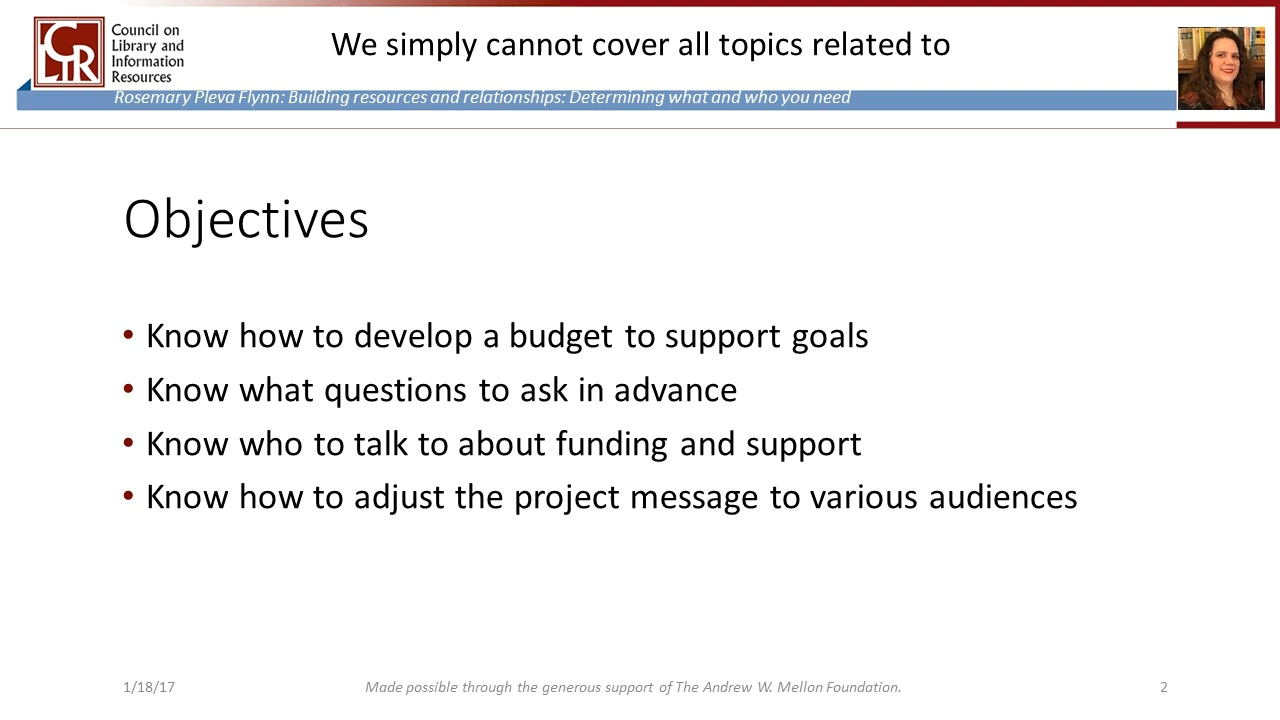 CLIR
Council on
Library and
Information
Resources
We simply cannot cover all topics related to
Rosemary Pleva Flynn: Building resources and relationships: Determining what and who you need
Objectives
• Know how to develop a budget to support goals
• Know what questions to ask in advance
• Know who to talk to about funding and support
• Know how to adjust the project message to various audiences
1/18/17
Made possible through the generous support of The Andrew W. Mellon Foundation.
2